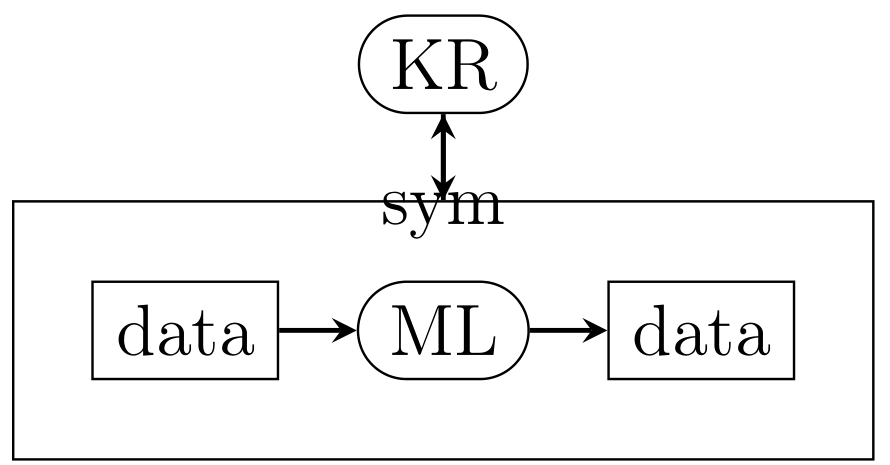 KR
sym
data ML data